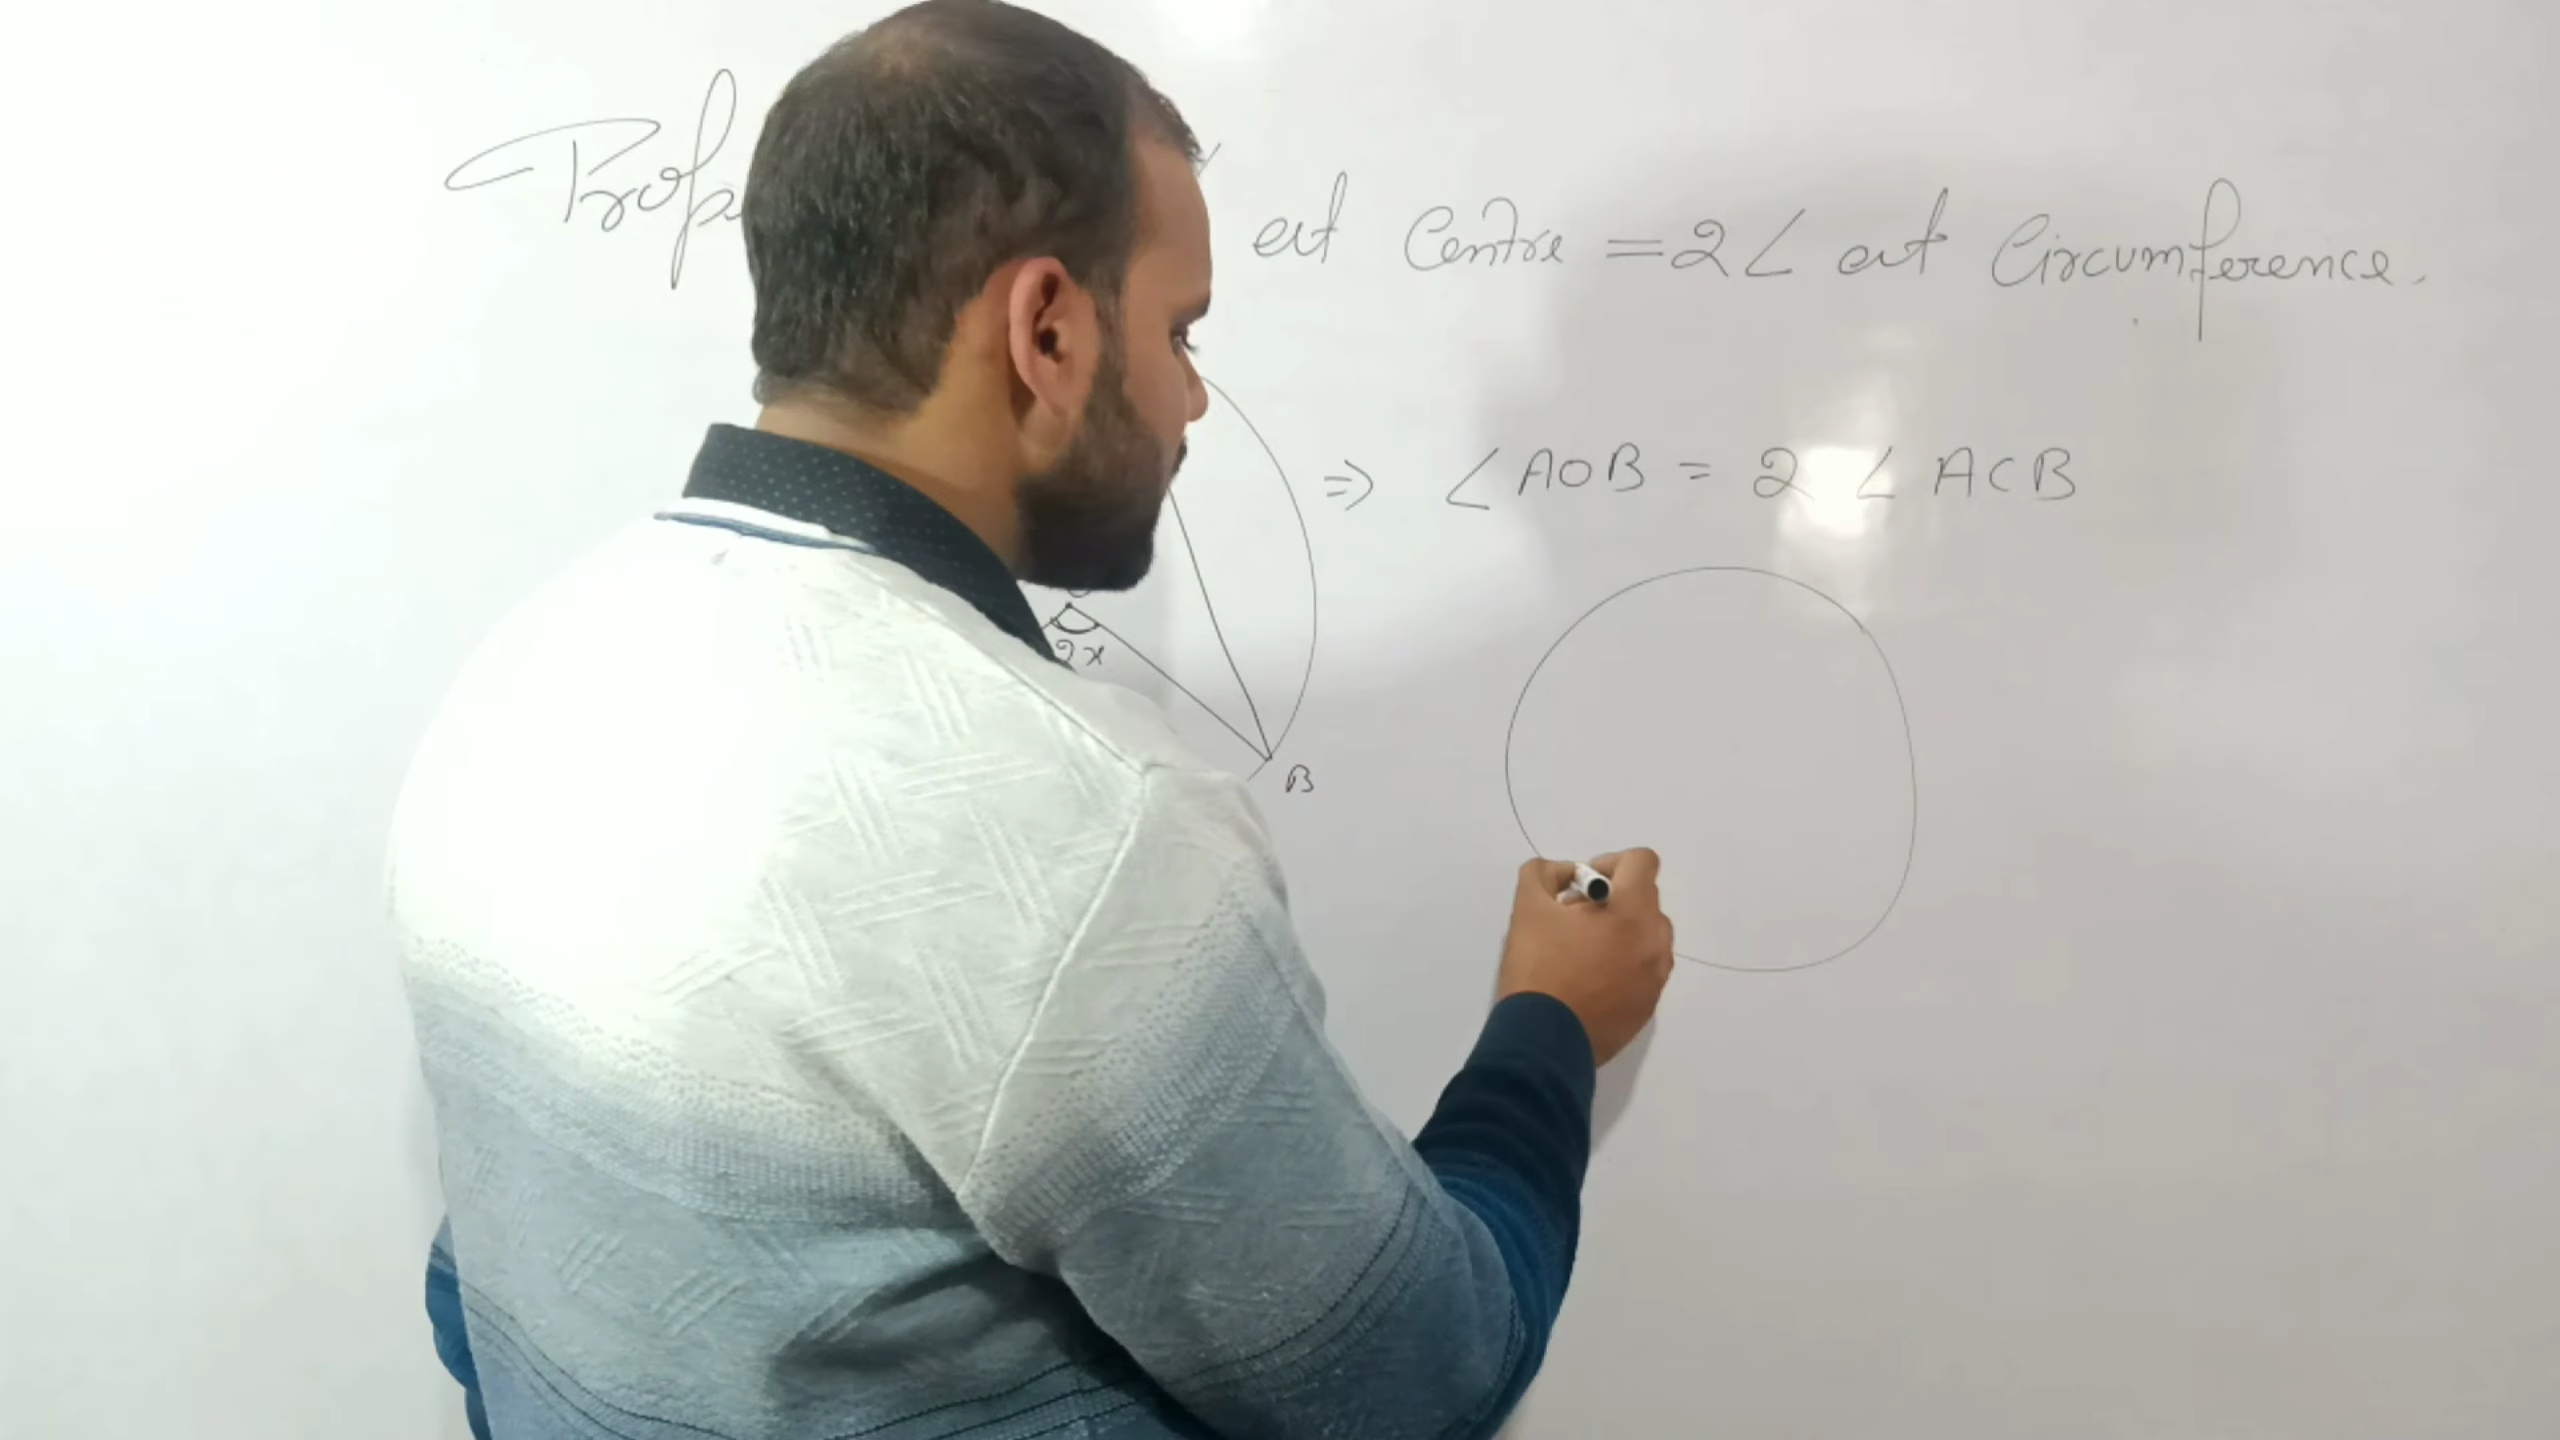 at Centre = 2∠ at Circumference.
⇒ ∠AOB = 2 ∠ACB
2x
B